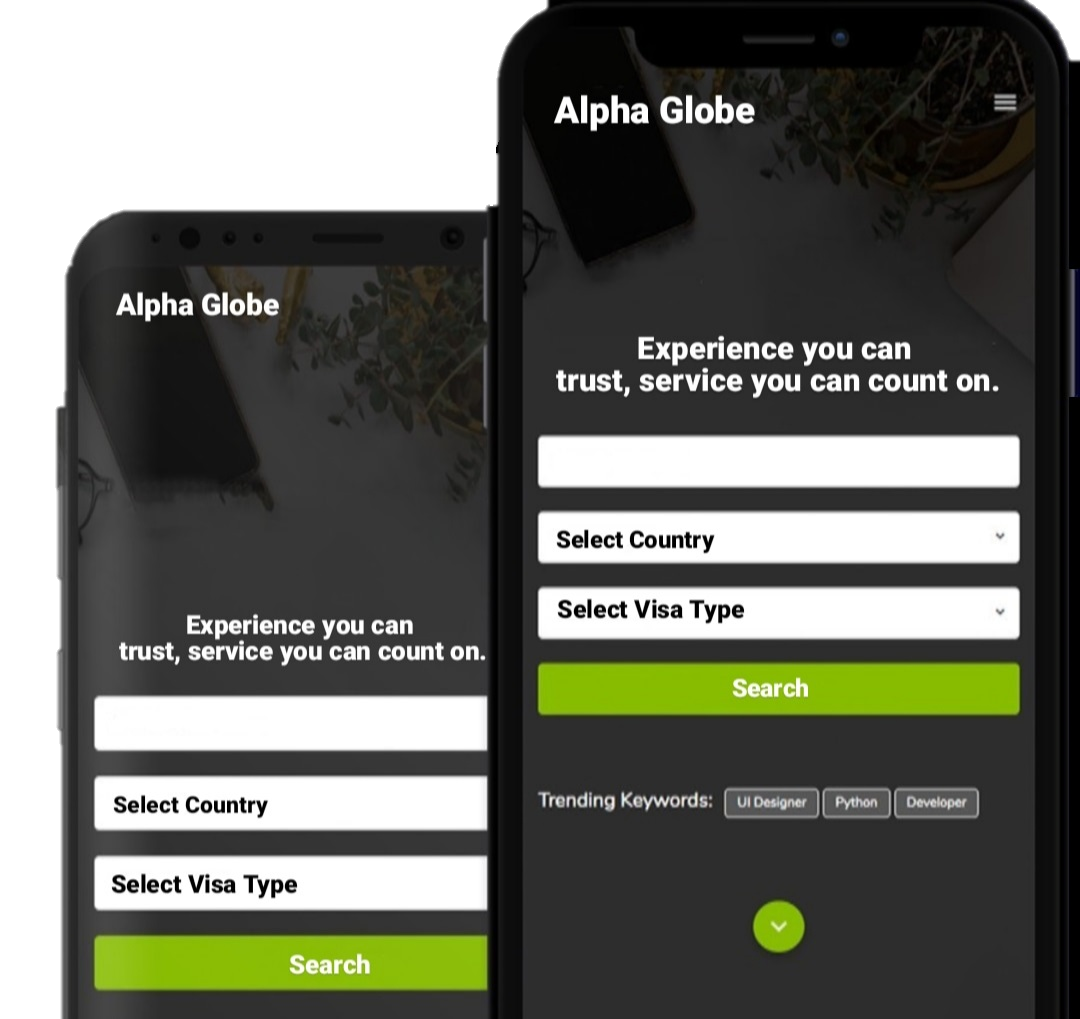 Alpha Globe
Experience you can
trust, service you can count on.
Select Country
Select Visa Type
Search
Alpha Globe
Experience you can
trust, service you can count on.
Select Country
Select Visa Type
Search
Trending Keywords: UI Designer Python Developer